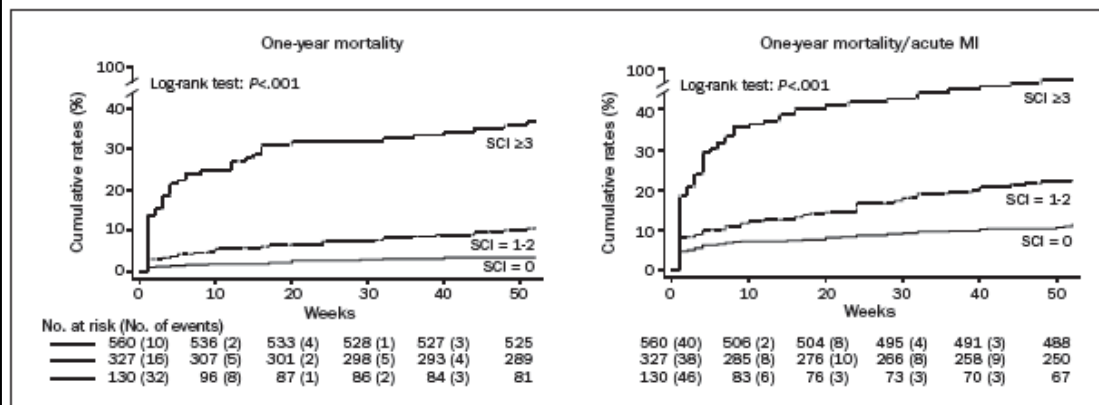 One-year mortality
100
Log-rank test: P<.001
40
30
20
10
0
Cumulative rates (%)
SCI ≥3
SCI = 1-2
SCI = 0
0 10 20 30 40 50
Weeks
One-year mortality/acute MI
100
Log-rank test: P<.001
40
30
20
10
0
Cumulative rates (%)
SCI ≥3
SCI = 1-2
SCI = 0
0 10 20 30 40 50
Weeks
No. at risk (No. of events)
560 (10) 536 (2) 533 (4) 528 (1) 527 (3) 525
327 (16) 307 (5) 301 (2) 298 (5) 293 (4) 289
130 (32) 96 (8) 87 (1) 86 (2) 84 (3) 81
560 (40) 506 (2) 504 (8) 495 (4) 491 (3) 488
327 (38) 285 (8) 276 (10) 266 (8) 258 (9) 250
130 (46) 83 (6) 76 (3) 73 (3) 70 (3) 67